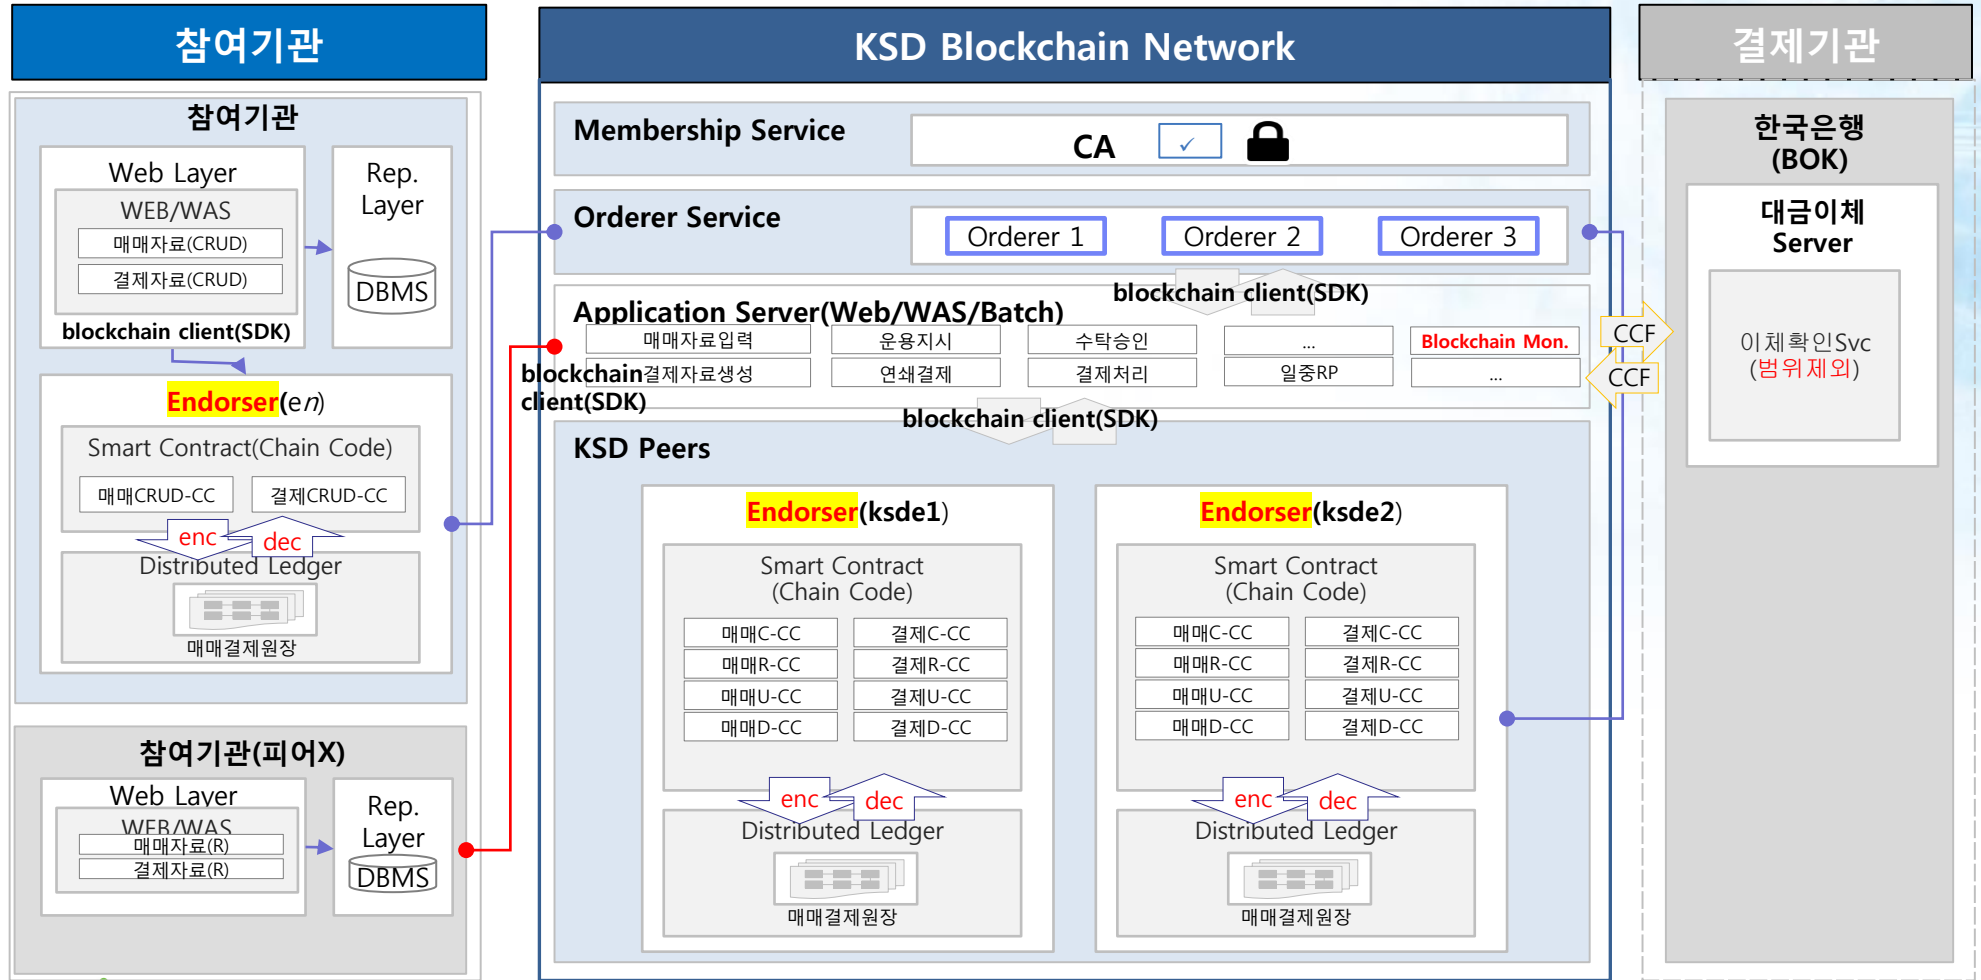 참여기관
참여기관
Web Layer
WEB/WAS
매매자료(CRUD)
결제자료(CRUD)
blockchain client(SDK)
Rep.
Layer
DBMS
Endorser(en)
Smart Contract(Chain Code)
매매CRUD-CC
결제CRUD-CC
enc
dec
Distributed Ledger
매매결제원장
참여기관(피어X)
Web Layer
WEB/WAS
매매자료(R)
결제자료(R)
Rep.
Layer
DBMS
KSD Blockchain Network
Membership Service
CA
Orderer Service
Orderer 1
Orderer 2
Orderer 3
blockchain client(SDK)
Application Server(Web/WAS/Batch)
매매자료입력
운용지시
수탁승인
...
Blockchain Mon.
결제자료생성
연쇄결제
결제처리
일중RP
...
blockchain
client(SDK)
blockchain client(SDK)
KSD Peers
Endorser(ksde1)
Smart Contract
(Chain Code)
매매C-CC
결제C-CC
매매R-CC
결제R-CC
매매U-CC
결제U-CC
매매D-CC
결제D-CC
enc
dec
Distributed Ledger
매매결제원장
Endorser(ksde2)
Smart Contract
(Chain Code)
매매C-CC
결제C-CC
매매R-CC
결제R-CC
매매U-CC
결제U-CC
매매D-CC
결제D-CC
enc
dec
Distributed Ledger
매매결제원장
CCF
CCF
결제기관
한국은행
(BOK)
대금이체
Server
이체확인Svc
(범위제외)